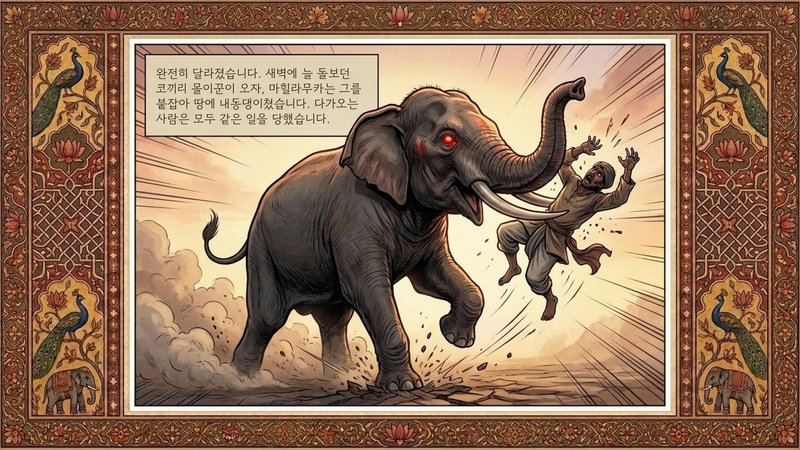 완전히 달라졌습니다. 새벽에 늘 돌보던
코끼리 몰이꾼이 오자, 마힐라무카는 그를
붙잡아 땅에 내동댕이쳤습니다. 다가오는
사람은 모두 같은 일을 당했습니다.